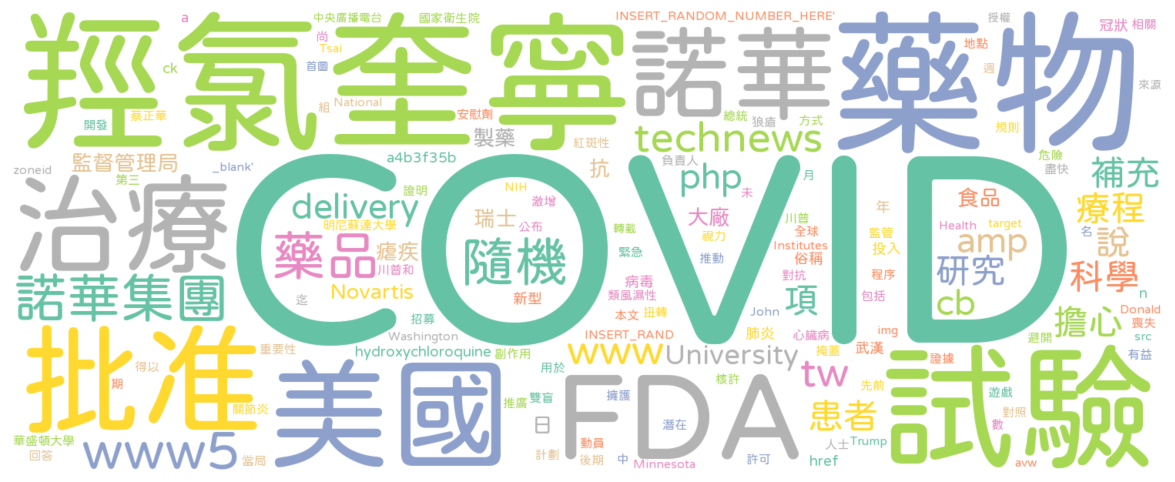 中央廣播電台 國家衛生院 INSERT_RANDOM_NUMBER_HERE' 授權
a 尚 冠狀 相關
Tsai 地點
羥氯奎寧 諾華 藥物
ck 首圖 週 來源
組 National 安慰劑 總統 狼瘡 方式 規則
蔡正華 開發 technews
製藥 紅斑性
監督管理局 _blank' a4b3f35b 負責人 危險
zoneid 第三 抗 盡快 補充
證明 NIH 激增 php 未 月 食品
治療 COVID
delivery 瑞士 大廠 年 療程
明尼蘇達大學 公布 轉載 視力 川普 全球 監管 Health target 名
藥品 瘧疾 隨機 緊急 推動 Institutes 投入 amp 說
川普和 病毒 俗稱 對抗 程序 研究 科學
諾華集團 Novartis 新型 類風濕性 項 包括 cb n
迄 本文 扭轉 John Donald
招募 INSERT_RAND 肺炎 心臟病 img 擔心 喪失
Washington 避開 src
批准 重要性 hydroxychloroquine 副作用 www University 掩蓋 武漢 證據 有益
期 得以 用於 tw
美國 FDA 核許 先前 試驗
關節炎 推廣 雙盲 擁護 患者 遊戲 對照
華盛頓大學 日 動員 潛在 數
回答 www5 當局 計劃 後期 中 Minnesota 許可 人士 Trump href avw